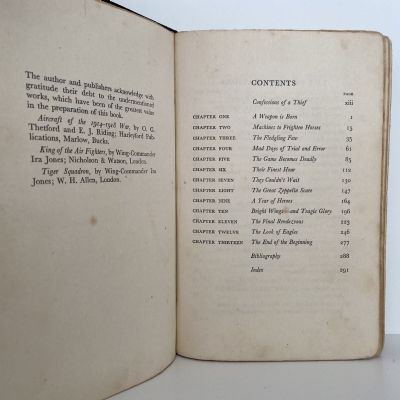 The author and publishers acknowledge with
gratitude their debt to the undermentioned
works, which have been of the greatest value
in the preparation of this book.
Aircraft of the 1914-1918 War, by O. G.
Thetford and E. J. Riding; Harleyford Pub-
lications, Marlow, Bucks.
King of the Air Fighters, by Wing-Commander
Ira Jones; Nicholson & Watson, London.
Tiger Squadron, by Wing-Commander Ira
Jones; W. H. Allen, London.
CONTENTS
PAGE
Confessions of a Thief xiii
CHAPTER ONE A Weapon is Born 1
CHAPTER TWO Machines to Frighten Horses 15
CHAPTER THREE The Fledgling Few 35
CHAPTER FOUR Mad Days of Trial and Error 61
CHAPTER FIVE The Game Becomes Deadly 85
CHAPTER SIX Their Finest Hour 112
CHAPTER SEVEN They Couldn't Wait 130
CHAPTER EIGHT The Great Zeppelin Scare 147
CHAPTER NINE A Year of Heroes 164
CHAPTER TEN Bright Wings—and Tragic Glory 196
CHAPTER ELEVEN The Final Rendezvous 225
CHAPTER TWELVE The Look of Eagles 246
CHAPTER THIRTEEN The End of the Beginning 277
Bibliography 288
Index 291